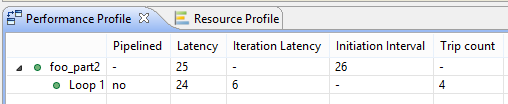 Performance Profile Resource Profile
Pipelined Latency Iteration Latency Initiation Interval Trip count
foo_part2 - 25 - 26 -
Loop 1 no 24 6 - 4